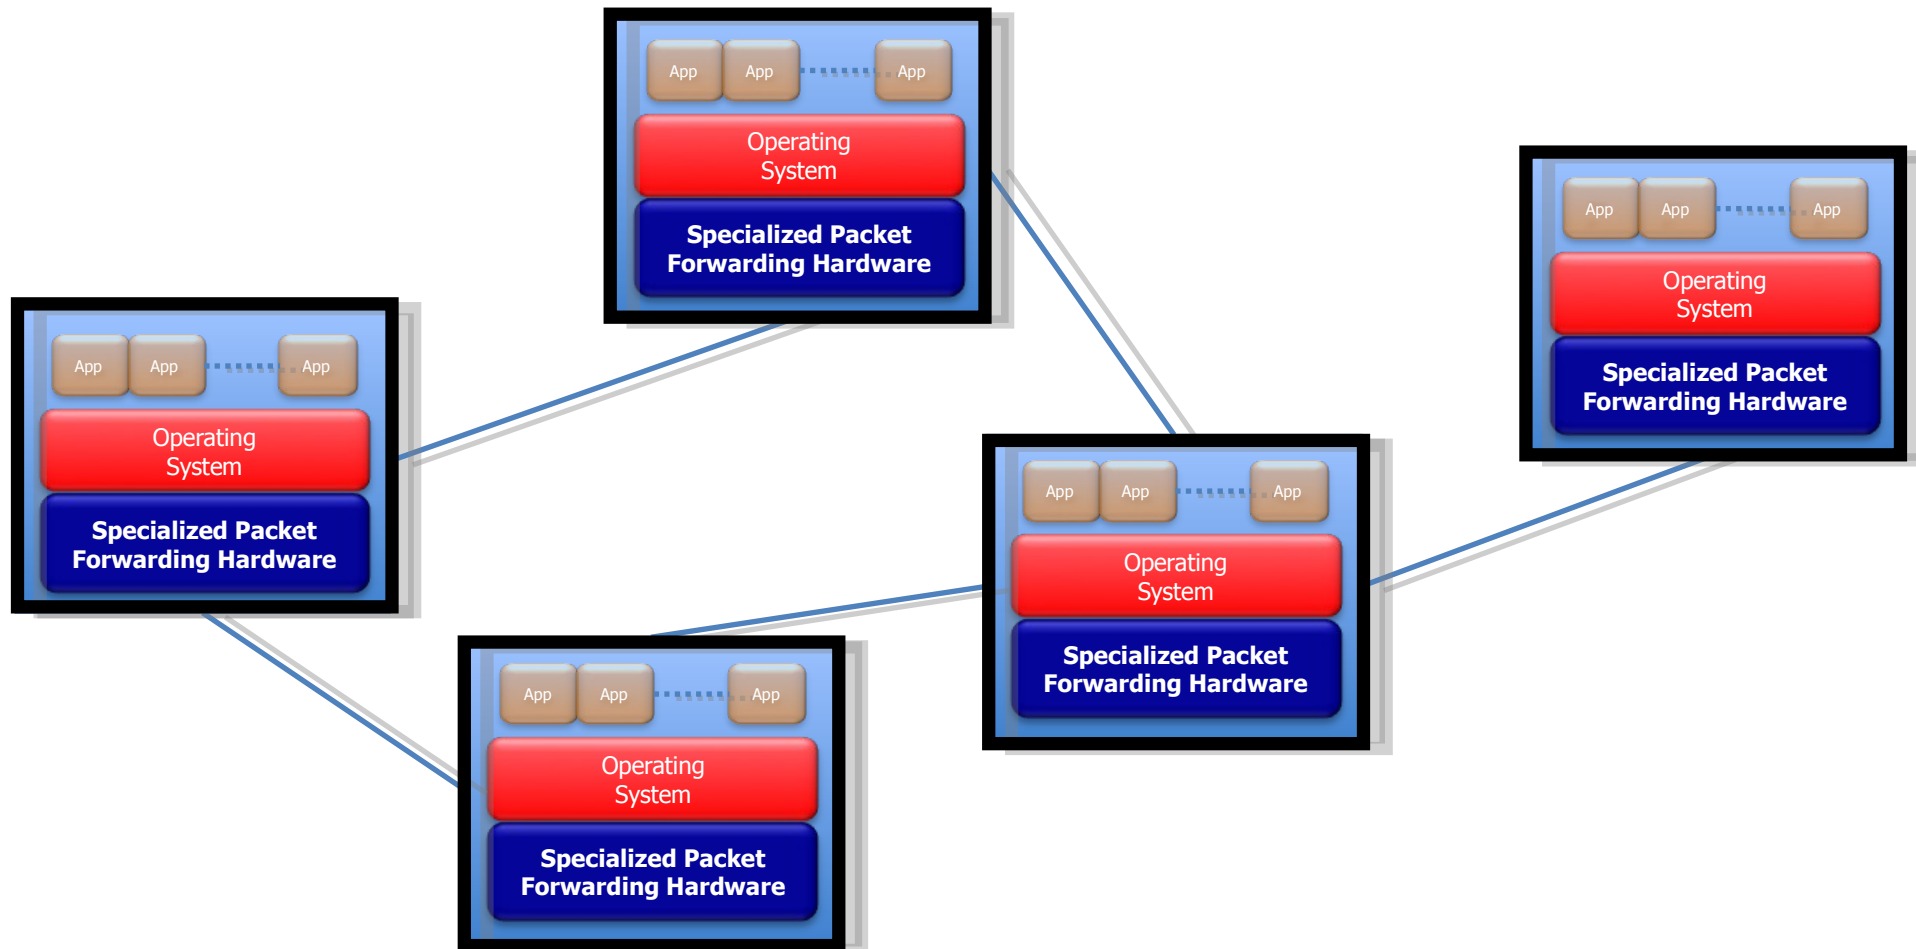 App App App
Operating
System
Specialized Packet
Forwarding Hardware
App App App
Operating
System
Specialized Packet
Forwarding Hardware
App App App
Operating
System
Specialized Packet
Forwarding Hardware
App App App
Operating
System
Specialized Packet
Forwarding Hardware
App App App
Operating
System
Specialized Packet
Forwarding Hardware